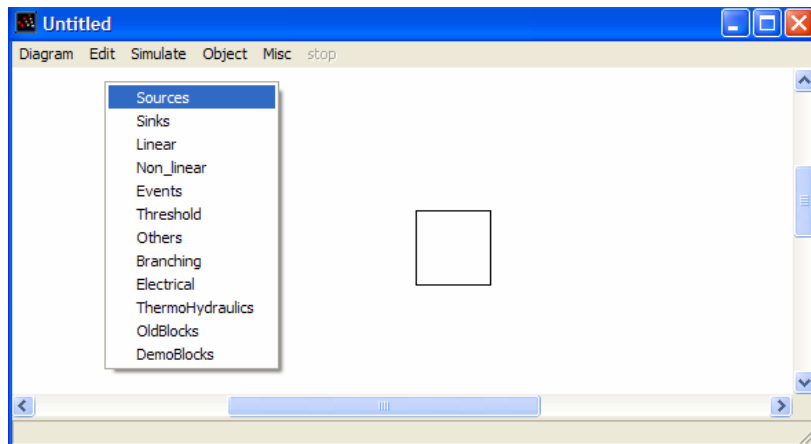 Untitled
Diagram Edit Simulate Object Misc stop
Sources
Sinks
Linear
Non_linear
Events
Threshold
Others
Branching
Electrical
ThermoHydraulics
OldBlocks
DemoBlocks